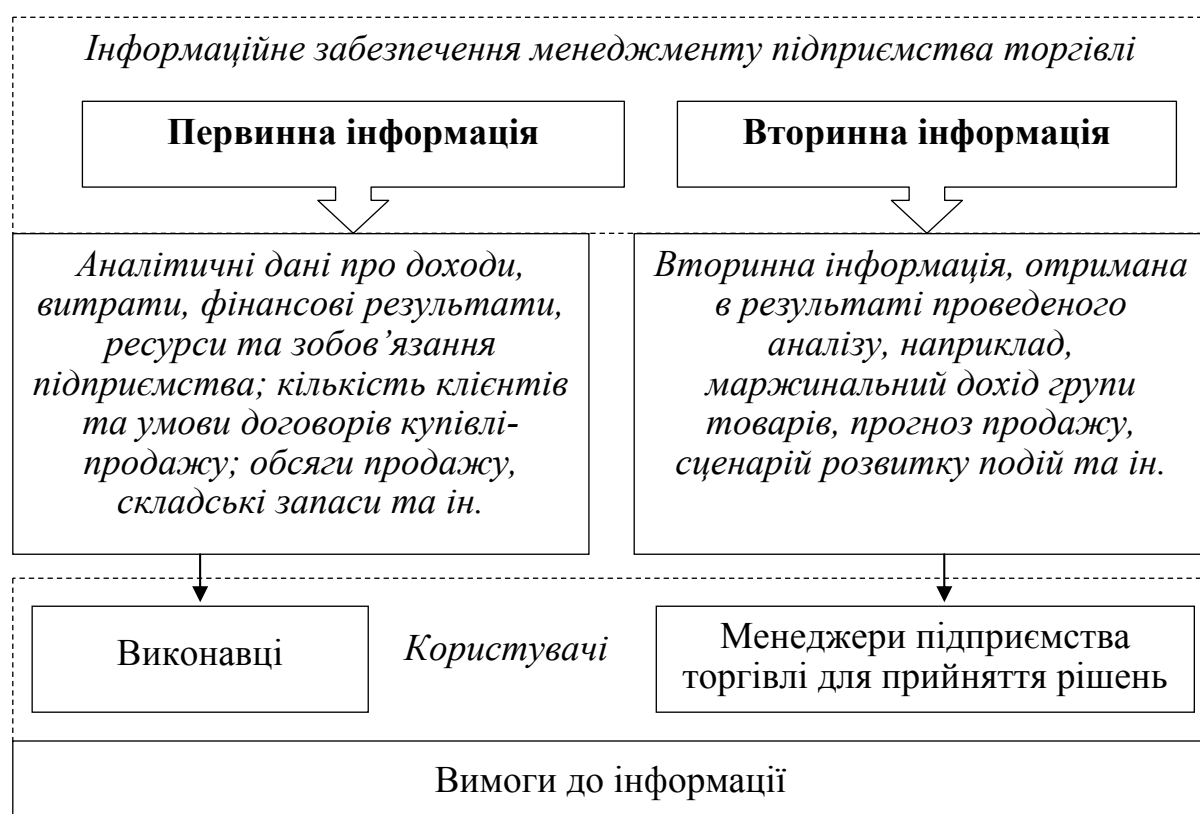 Інформаційне забезпечення менеджменту підприємства торгівлі
Первинна інформація
Вторинна інформація
Аналітичні дані про доходи,
витрати, фінансові результати,
ресурси та зобов’язання
підприємства; кількість клієнтів
та умови договорів купівлі-
продажу; обсяги продажу,
складські запаси та ін.
Вторинна інформація, отримана
в результаті проведеного
аналізу, наприклад,
маржинальний дохід групи
товарів, прогноз продажу,
сценарій розвитку подій та ін.
Виконавці
Користувачі
Менеджери підприємства
торгівлі для прийняття рішень
Вимоги до інформації